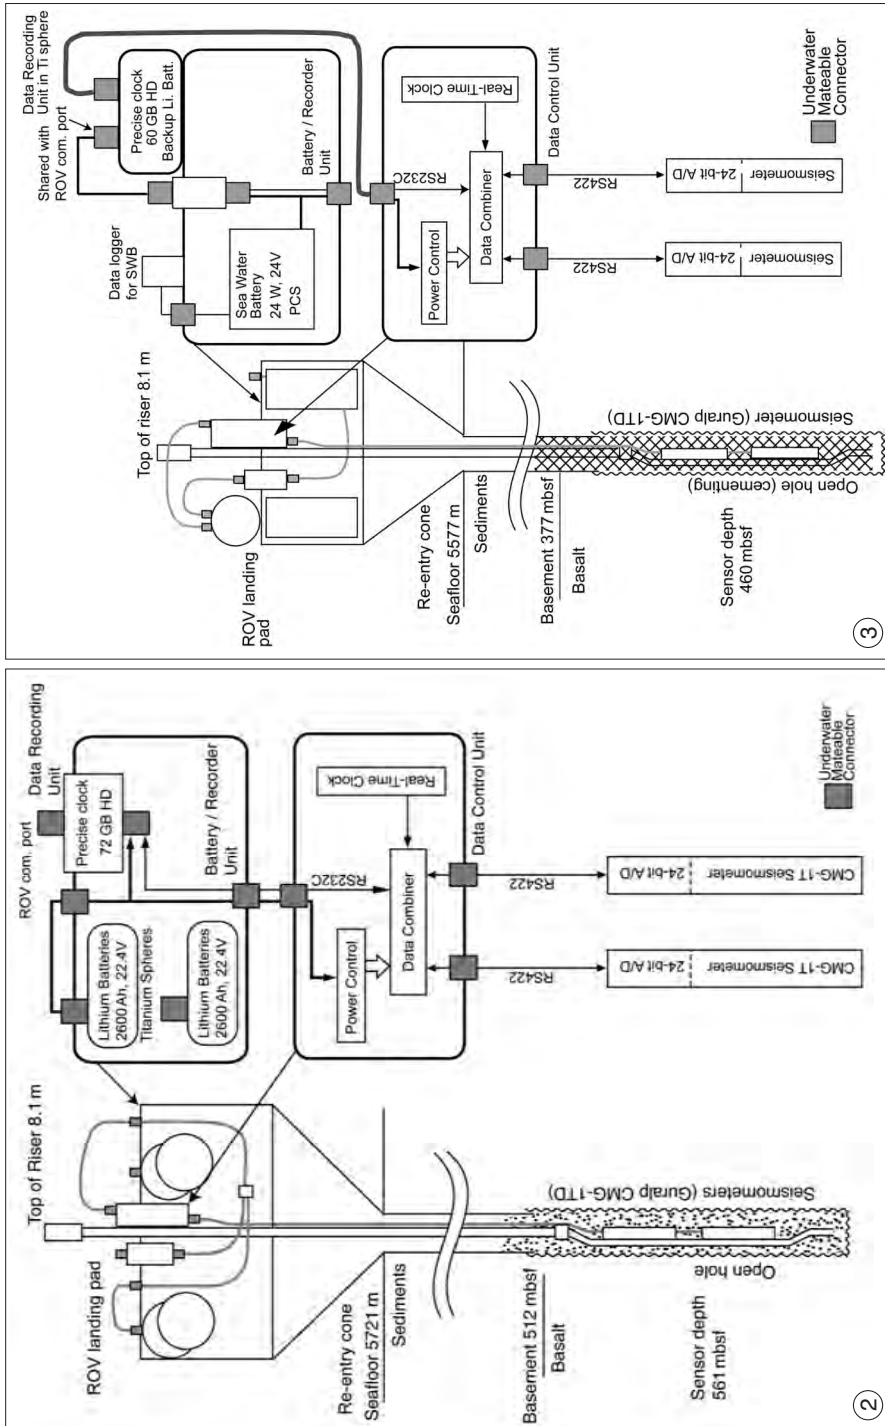 Top of riser 8.1 m
ROV landing
pad
Re-entry cone
Seafloor 5577 m
Sediments
Basement 377 mbsf
Basalt
Sensor depth
460 mbsf
Open hole (cementing)
Seismometer (Guralp CMG-1TD)
Data logger
for SWB
Shared with
ROV com. port
Data Recording
Unit in Ti sphere
Precise clock
60 GB HD
Backup Li. Batt.
Sea Water
Battery
24 W, 24V
PCS
Battery / Recorder
Unit
RS232C
Power Control
Data Combiner
Real-Time Clock
Data Control Unit
RS422
RS422
24-bit A/D
Seismometer
24-bit A/D
Seismometer
Underwater
Mateable
Connector
3
Top of Riser 8.1 m
ROV landing pad
Re-entry cone
Seafloor 5721 m
Sediments
Basement 512 mbsf
Basalt
Sensor depth
561 mbsf
Open hole
Seismometers (Guralp CMG-1TD)
ROV com. port
Data Recording
Unit
Precise clock
72 GB HD
Lithium Batteries
2600 Ah, 22.4V
Titanium Spheres
Lithium Batteries
2600 Ah, 22.4V
Battery / Recorder
Unit
RS232C
Power Control
Data Combiner
Real-Time Clock
Data Control Unit
RS422
RS422
24-bit A/D
CMG-1T Seismometer
24-bit A/D
CMG-1T Seismometer
Underwater
Mateable
Connector
2